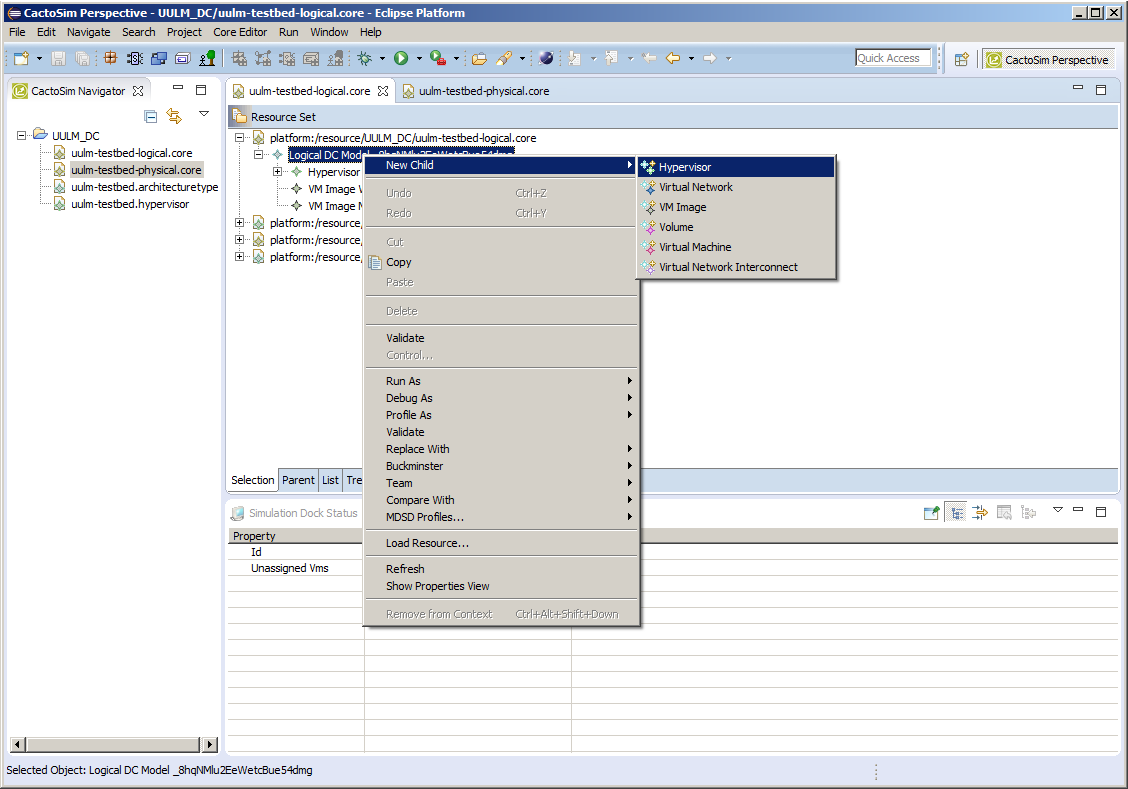 CactoSim Perspective - UULM_DC/uulm-testbed-logical.core - Eclipse Platform
File Edit Navigate Search Project Core Editor Run Window Help
Quick Access
CactoSim Perspective
CactoSim Navigator
UULM_DC
uulm-testbed-logical.core
uulm-testbed-physical.core
uulm-testbed.architecturetype
uulm-testbed.hypervisor
uulm-testbed-logical.core
uulm-testbed-physical.core
Resource Set
platform:/resource/UULM_DC/uulm-testbed-logical.core
Logical DC Model _8hqNMlu2EeWetcBue54dmg
Hypervisor
VM Image
VM Image
platform:/resource
platform:/resource
platform:/resource
New Child
Undo Ctrl+Z
Redo Ctrl+Y
Cut
Copy
Paste
Delete
Validate
Control...
Run As
Debug As
Profile As
Validate
Replace With
Buckminster
Team
Compare With
MDSD Profiles...
Load Resource...
Refresh
Show Properties View
Remove from Context Ctrl+Alt+Shift+Down
Hypervisor
Virtual Network
VM Image
Volume
Virtual Machine
Virtual Network Interconnect
Selection Parent List Tre
Simulation Dock Status
Property
Id
Unassigned Vms
Selected Object: Logical DC Model _8hqNMlu2EeWetcBue54dmg